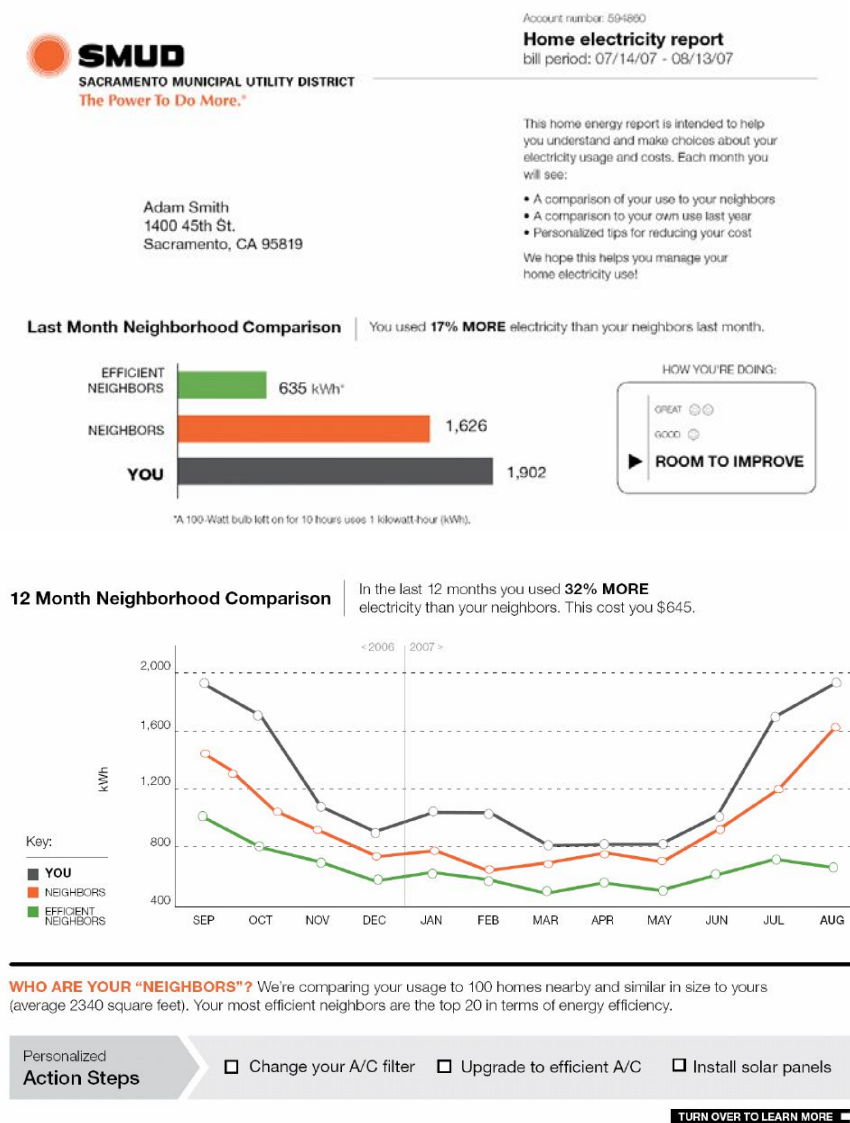 Account number: 594860
Home electricity report
bill period: 07/14/07 - 08/13/07
SMUD
SACRAMENTO MUNICIPAL UTILITY DISTRICT
The Power To Do More.®
This home energy report is intended to help
you understand and make choices about your
electricity usage and costs. Each month you
will see:
• A comparison of your use to your neighbors
• A comparison to your own use last year
• Personalized tips for reducing your cost
We hope this helps you manage your
home electricity use!
Adam Smith
1400 45th St.
Sacramento, CA 95819
Last Month Neighborhood Comparison
You used 17% MORE electricity than your neighbors last month.
EFFICIENT
NEIGHBORS
635 kWh*
NEIGHBORS
1,626
YOU
1,902
*A 100-Watt bulb left on for 10 hours uses 1 kilowatt-hour (kWh).
HOW YOU'RE DOING:
GREAT
GOOD
ROOM TO IMPROVE
12 Month Neighborhood Comparison
In the last 12 months you used 32% MORE
electricity than your neighbors. This cost you $645.
<2006 2007>
2,000
1,600
1,200
800
400
kWh
Key:
YOU
NEIGHBORS
EFFICIENT
NEIGHBORS
SEP OCT NOV DEC JAN FEB MAR APR MAY JUN JUL AUG
WHO ARE YOUR "NEIGHBORS"? We're comparing your usage to 100 homes nearby and similar in size to yours
(average 2340 square feet). Your most efficient neighbors are the top 20 in terms of energy efficiency.
Personalized
Action Steps
Change your A/C filter
Upgrade to efficient A/C
Install solar panels
TURN OVER TO LEARN MORE